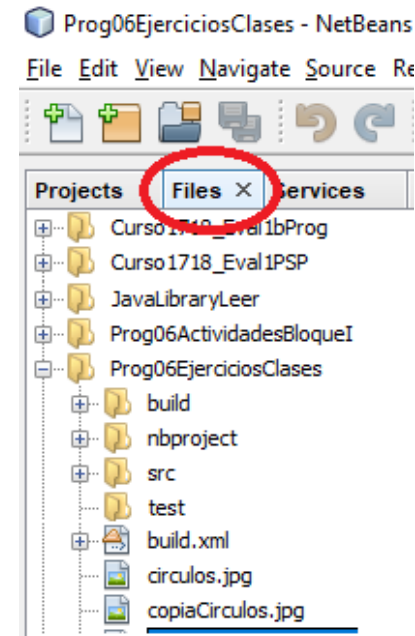 Prog06EjerciciosClases - NetBeans
File Edit View Navigate Source Re
Projects Files × Services
Curso1718_Eval1bProg
Curso1718_Eval1PSP
JavaLibraryLeer
Prog06ActividadesBloqueI
Prog06EjerciciosClases
build
nbproject
src
test
build.xml
circulos.jpg
copiaCirculos.jpg